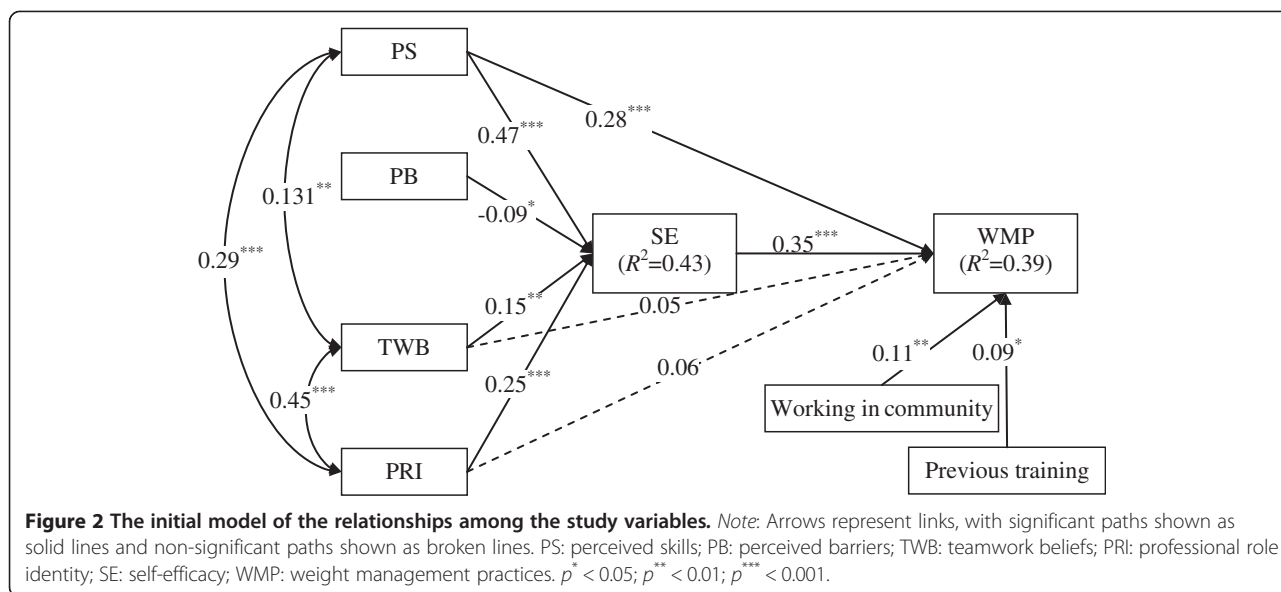 PS
0.28***
0.47***
PB
0.131**
-0.09*
SE
(R²=0.43)
0.35***
WMP
(R²=0.39)
0.29***
0.15**
0.05
TWB
0.11**
0.09*
0.06
0.25***
0.45***
Working in community
PRI
Previous training
Figure 2 The initial model of the relationships among the study variables. Note: Arrows represent links, with significant paths shown as
solid lines and non-significant paths shown as broken lines. PS: perceived skills; PB: perceived barriers; TWB: teamwork beliefs; PRI: professional role
identity; SE: self-efficacy; WMP: weight management practices. p* < 0.05; p** < 0.01; p*** < 0.001.